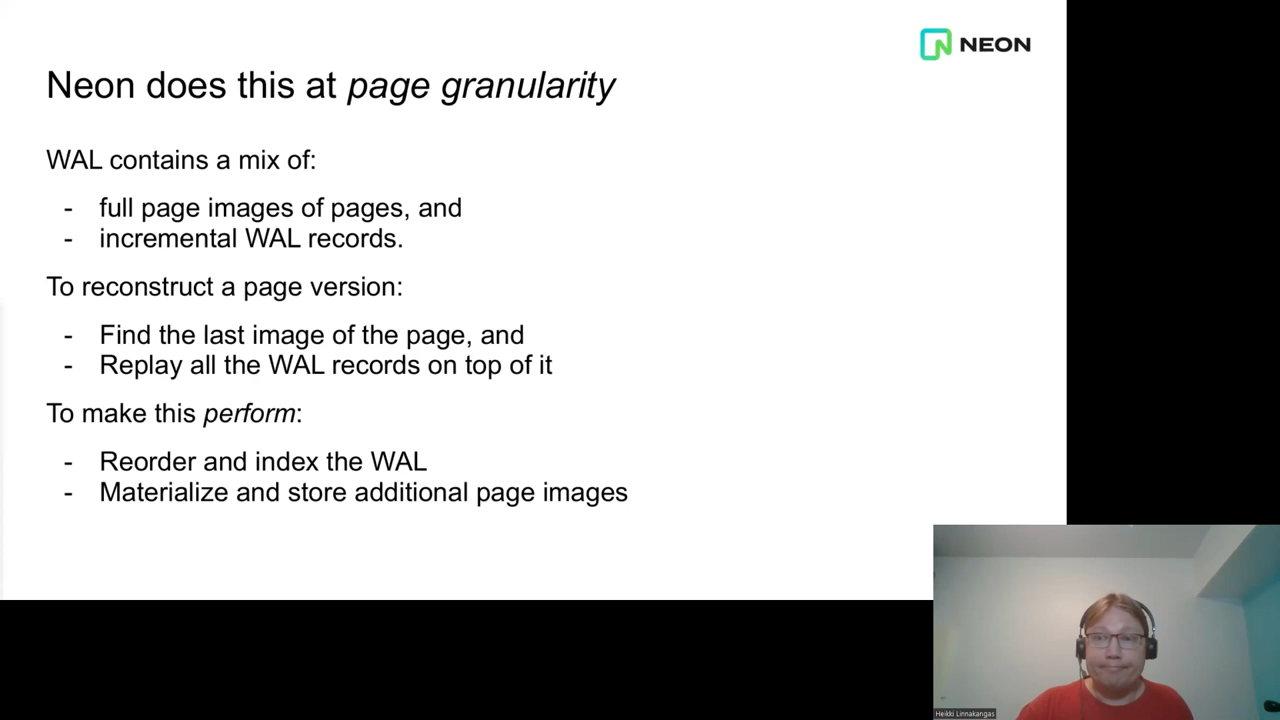 NEON
Neon does this at page granularity
WAL contains a mix of:
- full page images of pages, and
- incremental WAL records.
To reconstruct a page version:
- Find the last image of the page, and
- Replay all the WAL records on top of it
To make this perform:
- Reorder and index the WAL
- Materialize and store additional page images
Heikki Linnakangas